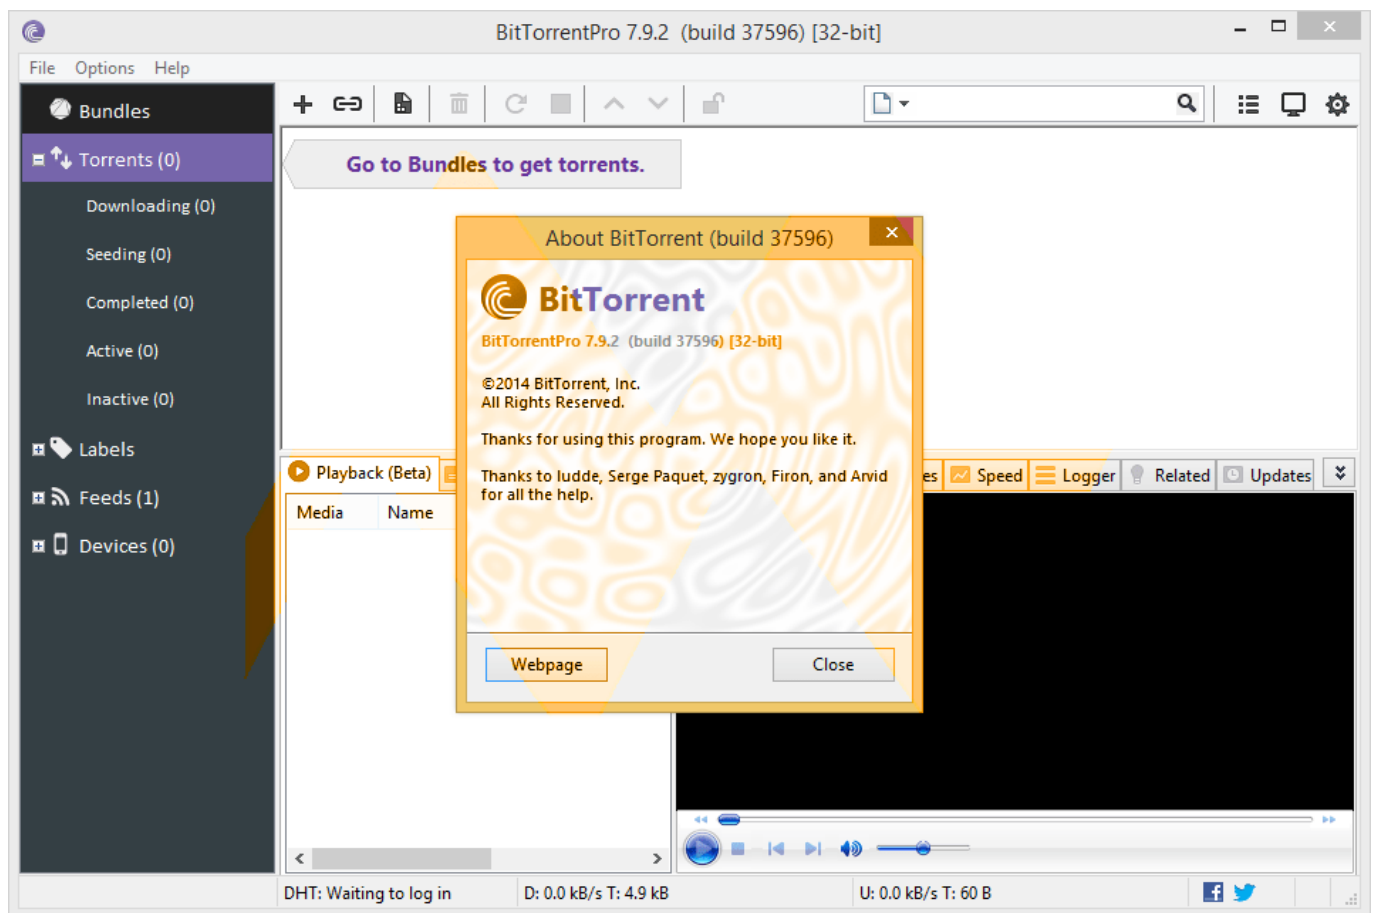 BitTorrentPro 7.9.2 (build 37596) [32-bit]
File Options Help
Bundles
Torrents (0)
Downloading (0)
Seeding (0)
Completed (0)
Active (0)
Inactive (0)
Labels
Feeds (1)
Devices (0)
Go to Bundles to get torrents.
About BitTorrent (build 37596)
BitTorrent
BitTorrentPro 7.9.2 (build 37596) [32-bit]
©2014 BitTorrent, Inc.
All Rights Reserved.
Thanks for using this program. We hope you like it.
Thanks to ludde, Serge Paquet, zygron, Firon, and Arvid
for all the help.
Webpage Close
Playback (Beta) Speed Logger Related Updates
Media Name
DHT: Waiting to log in D: 0.0 kB/s T: 4.9 kB U: 0.0 kB/s T: 60 B